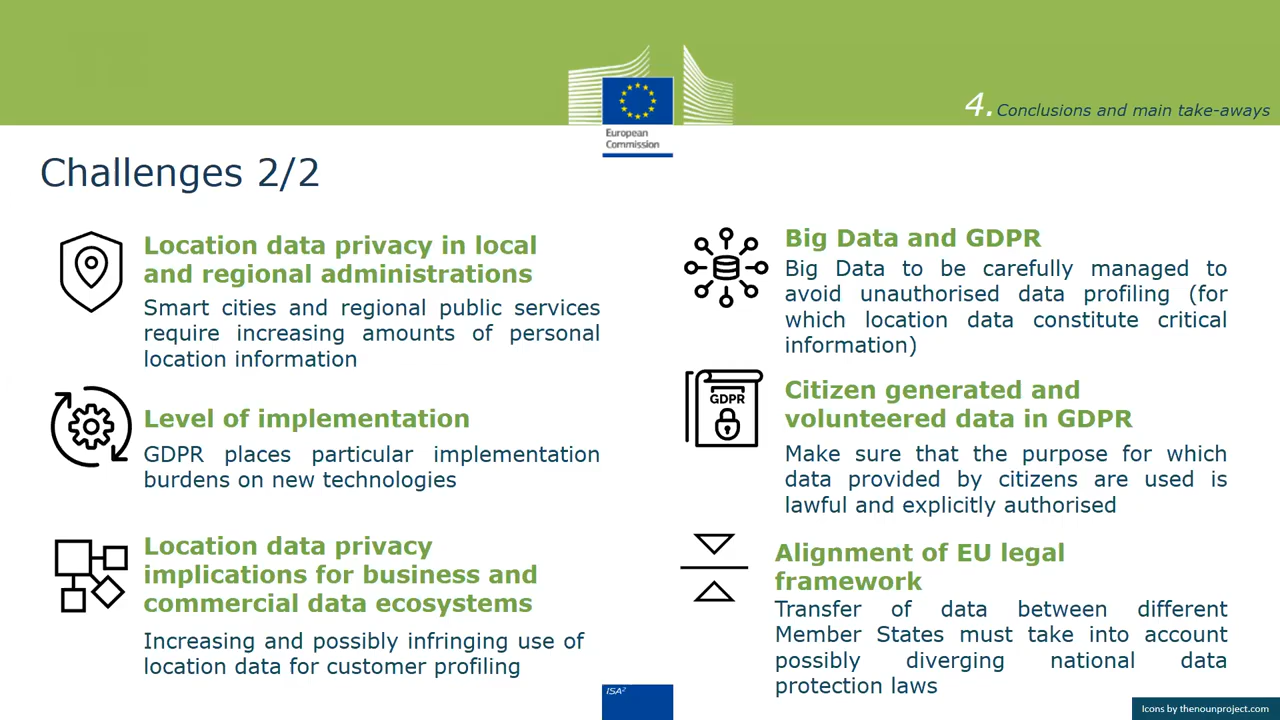 4. Conclusions and main take-aways
European
Commission
Challenges 2/2
Location data privacy in local
and regional administrations
Smart cities and regional public services
require increasing amounts of personal
location information
Level of implementation
GDPR places particular implementation
burdens on new technologies
Location data privacy
implications for business and
commercial data ecosystems
Increasing and possibly infringing use of
location data for customer profiling
Big Data and GDPR
Big Data to be carefully managed to
avoid unauthorised data profiling (for
which location data constitute critical
information)
GDPR
Citizen generated and
volunteered data in GDPR
Make sure that the purpose for which
data provided by citizens are used is
lawful and explicitly authorised
Alignment of EU legal
framework
Transfer of data between different
Member States must take into account
possibly diverging national data
protection laws
ISA²
Icons by thenounproject.com